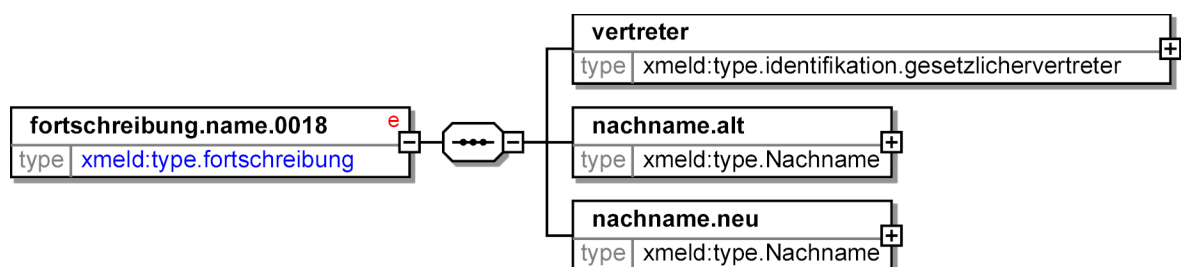 vertreter
type xmeld:type.identifikation.gesetzlichervertreter
fortschreibung.name.0018 e
type xmeld:type.fortschreibung
nachname.alt
type xmeld:type.Nachname
nachname.neu
type xmeld:type.Nachname